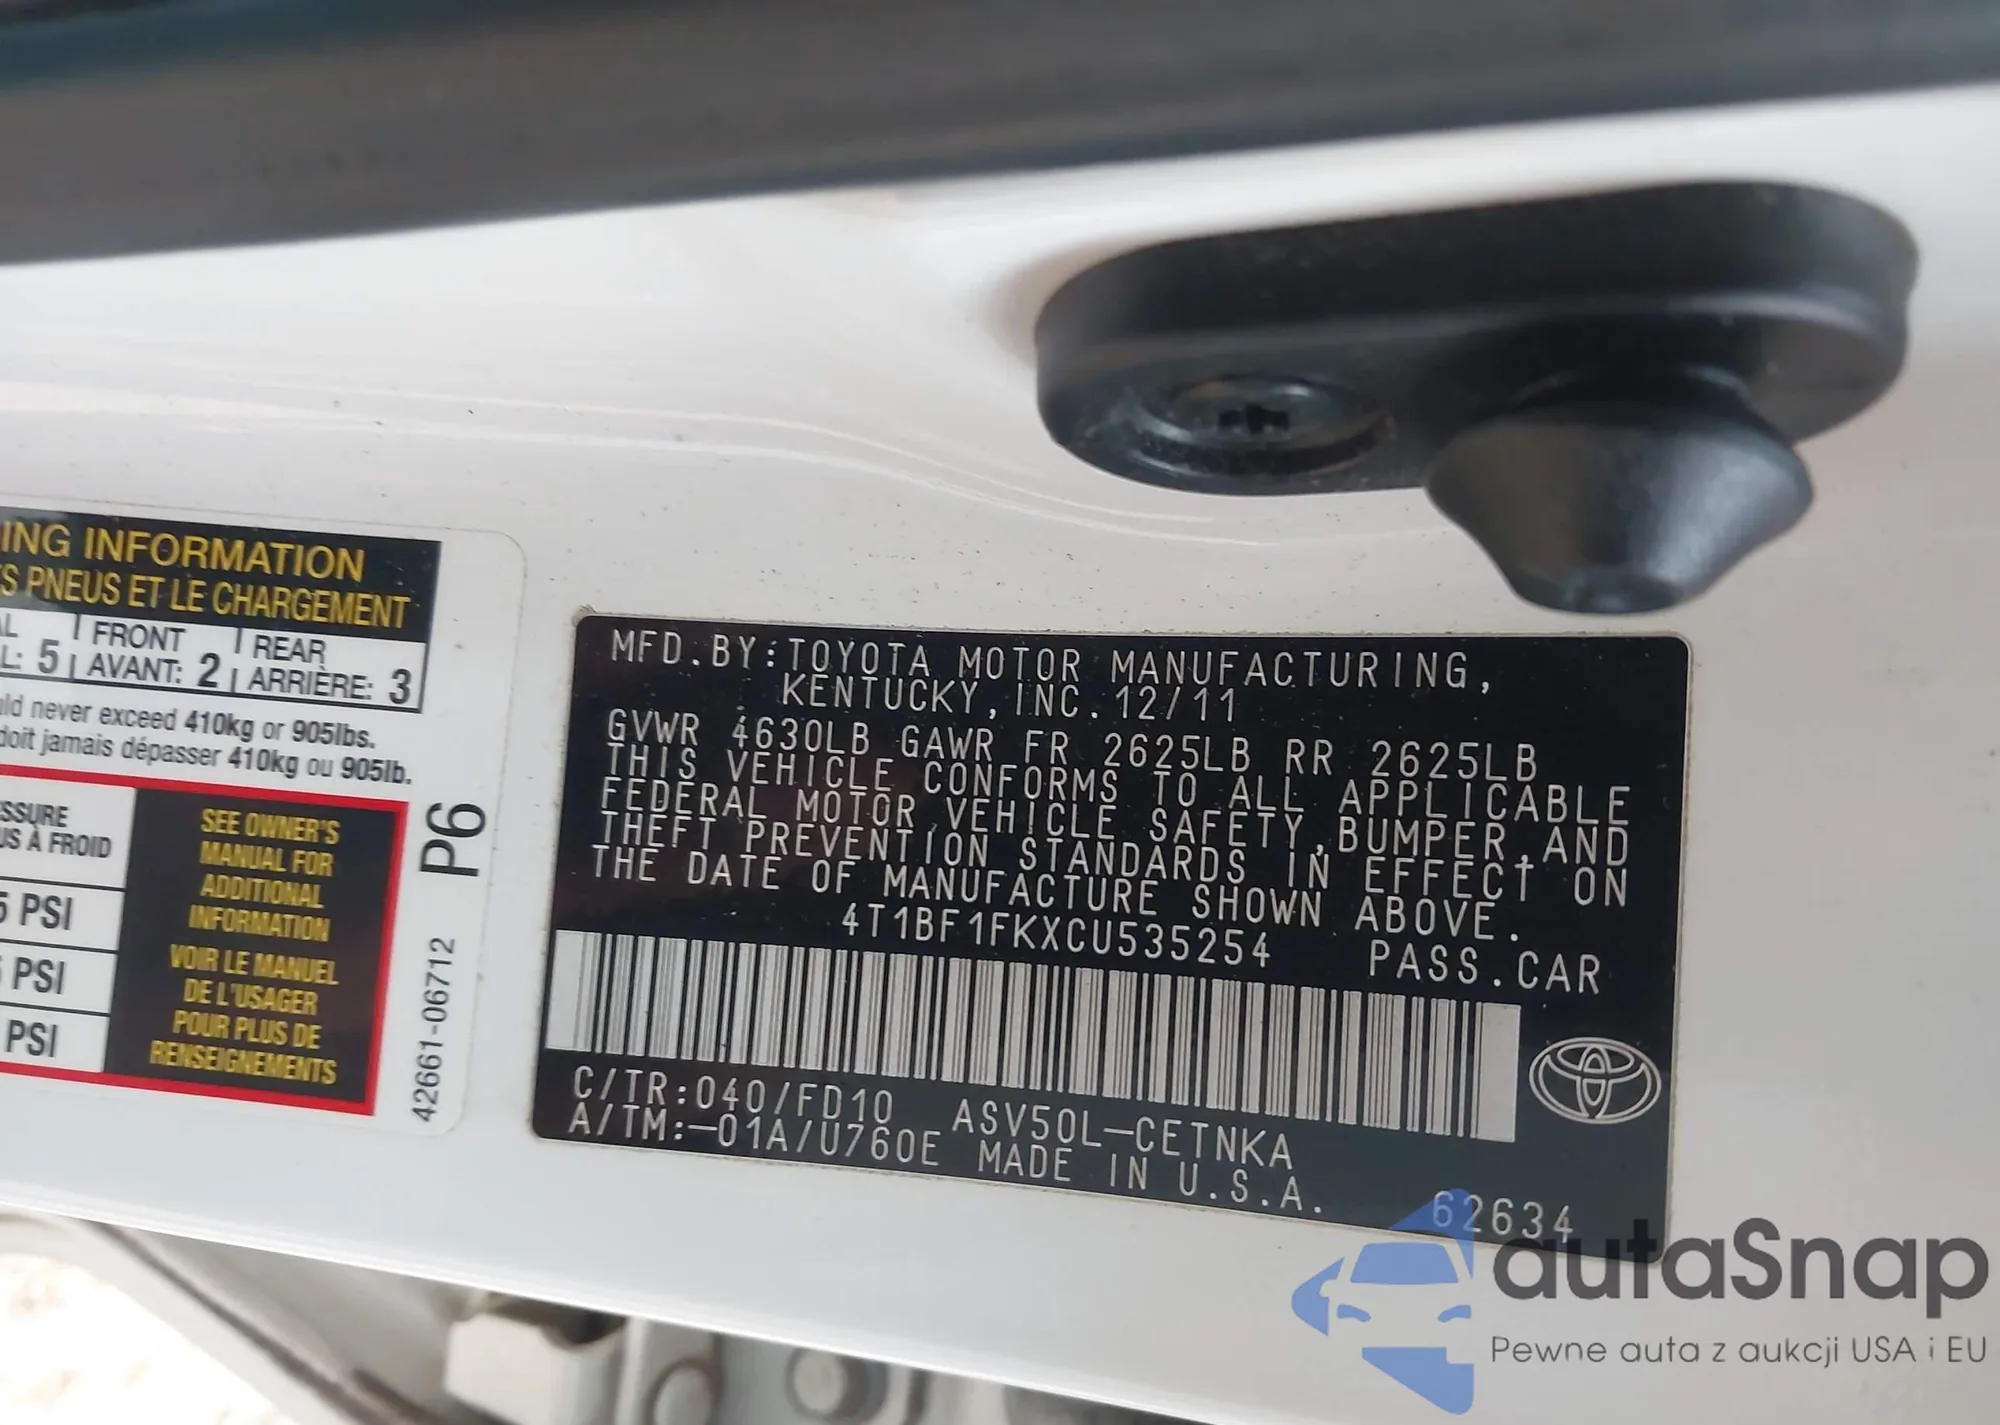 ING INFORMATION
S PNEUS ET LE CHARGEMENT
FRONT
REAR
L: 5
AVANT: 2
ARRIÈRE: 3
never exceed 410kg or 905lbs.
doit jamais dépasser 410kg ou 905lb.
SSURE
US À FROID
5 PSI
PSI
PSI
SEE OWNER'S
MANUAL FOR
ADDITIONAL
INFORMATION
VOIR LE MANUEL
DE L'USAGER
POUR PLUS DE
RENSEIGNEMENTS
P6
42661-06712
MFD.BY:TOYOTA MOTOR MANUFACTURING,
KENTUCKY,INC.12/11
GVWR 4630LB GAWR FR 2625LB RR 2625LB
THIS VEHICLE CONFORMS TO ALL APPLICABLE
FEDERAL MOTOR VEHICLE SAFETY,BUMPER,AND
THEFT PREVENTION STANDARDS IN EFFECT ON
THE DATE OF MANUFACTURE SHOWN ABOVE.
4T1BF1FKXCU535254 PASS.CAR
C/TR:040/FD10 ASV50L-CETNKA
A/TM:-01A/U760E MADE IN U.S.A.
62634
autaSnap
Pewne auta z aukcji USA i EU